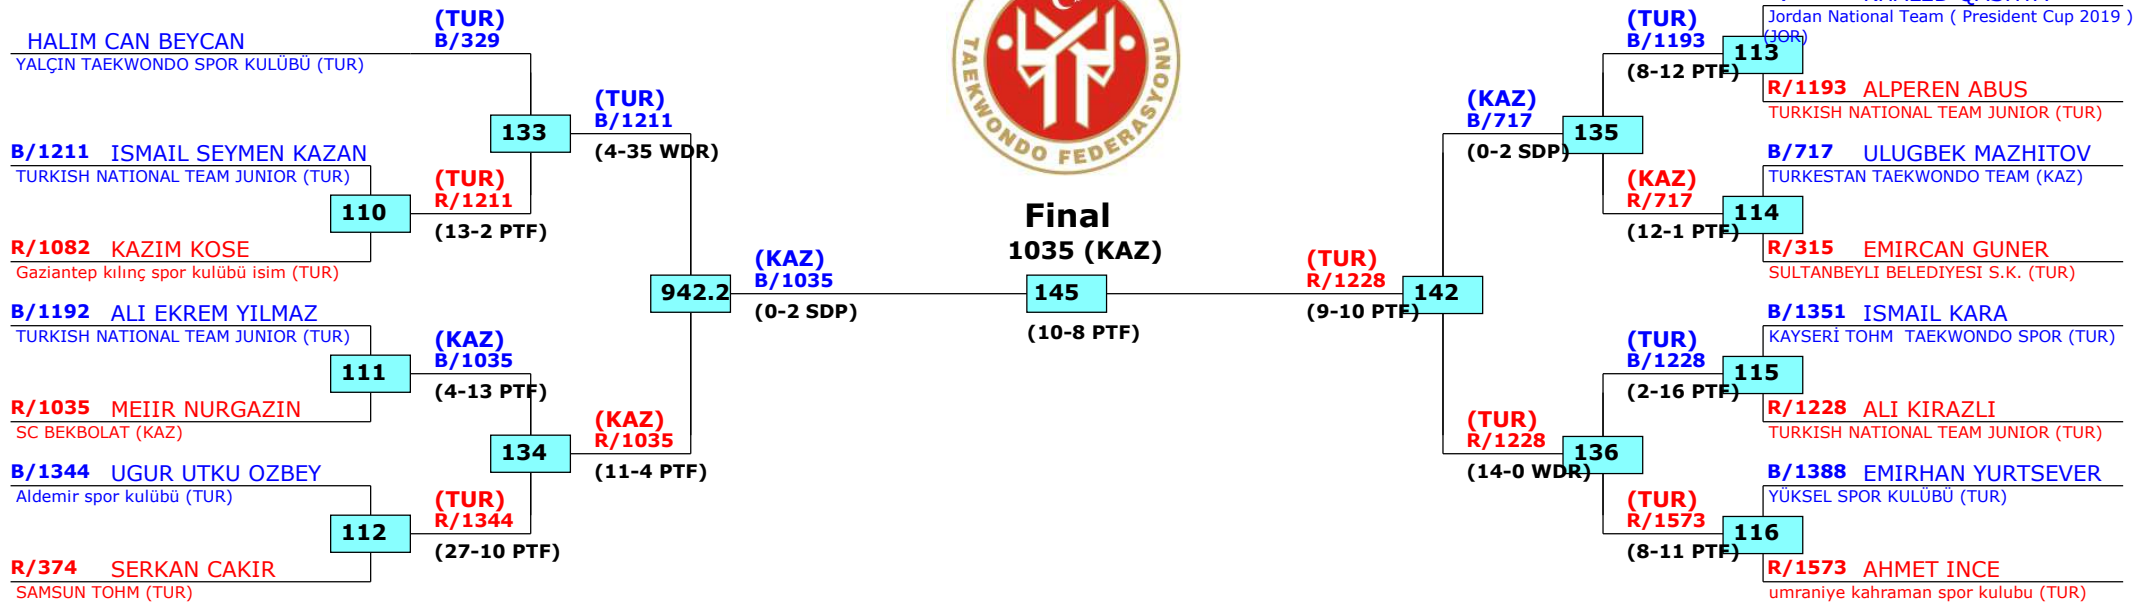 (TUR)
B/329
HALIM CAN BEYCAN
YALÇIN TAEKWONDO SPOR KULÜBÜ (TUR)
133
(TUR)
B/1211
(4-35 WDR)
B/1211 ISMAIL SEYMEN KAZAN
TURKISH NATIONAL TEAM JUNIOR (TUR)
110
(TUR)
R/1211
(13-2 PTF)
R/1082 KAZIM KOSE
Gaziantep kılınç spor kulübü isim (TUR)
942.2
(KAZ)
B/1035
(0-2 SDP)
B/1192 ALI EKREM YILMAZ
TURKISH NATIONAL TEAM JUNIOR (TUR)
111
(KAZ)
B/1035
(4-13 PTF)
R/1035 MEIIR NURGAZIN
SC BEKBOLAT (KAZ)
134
(KAZ)
R/1035
(11-4 PTF)
B/1344 UGUR UTKU OZBEY
Aldemir spor kulübü (TUR)
112
(TUR)
R/1344
(27-10 PTF)
R/374 SERKAN CAKIR
SAMSUN TOHM (TUR)
TAEKWONDO FEDERASYONU
Final
1035 (KAZ)
145
(10-8 PTF)
(TUR)
R/1228
(9-10 PTF)
142
(KAZ)
B/717
(0-2 SDP)
135
(TUR)
B/1193
(8-12 PTF)
113
Jordan National Team ( President Cup 2019 )
(JOR)
R/1193 ALPEREN ABUS
TURKISH NATIONAL TEAM JUNIOR (TUR)
B/717 ULUGBEK MAZHITOV
TURKESTAN TAEKWONDO TEAM (KAZ)
(KAZ)
R/717
(12-1 PTF)
114
R/315 EMIRCAN GUNER
SULTANBEYLI BELEDIYESI S.K. (TUR)
B/1351 ISMAIL KARA
KAYSERİ TOHM  TAEKWONDO SPOR (TUR)
(TUR)
B/1228
(2-16 PTF)
115
R/1228 ALI KIRAZLI
TURKISH NATIONAL TEAM JUNIOR (TUR)
(TUR)
R/1228
(14-0 WDR)
136
B/1388 EMIRHAN YURTSEVER
YÜKSEL SPOR KULÜBÜ (TUR)
(TUR)
R/1573
(8-11 PTF)
116
R/1573 AHMET INCE
umraniye kahraman spor kulubu (TUR)